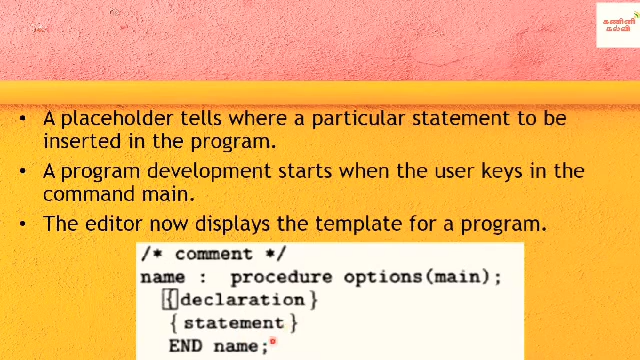 கணினி
கல்வி
• A placeholder tells where a particular statement to be
inserted in the program.
• A program development starts when the user keys in the
command main.
• The editor now displays the template for a program.
/* comment */
name : procedure options(main);
[{declaration}
{statement}
END name;